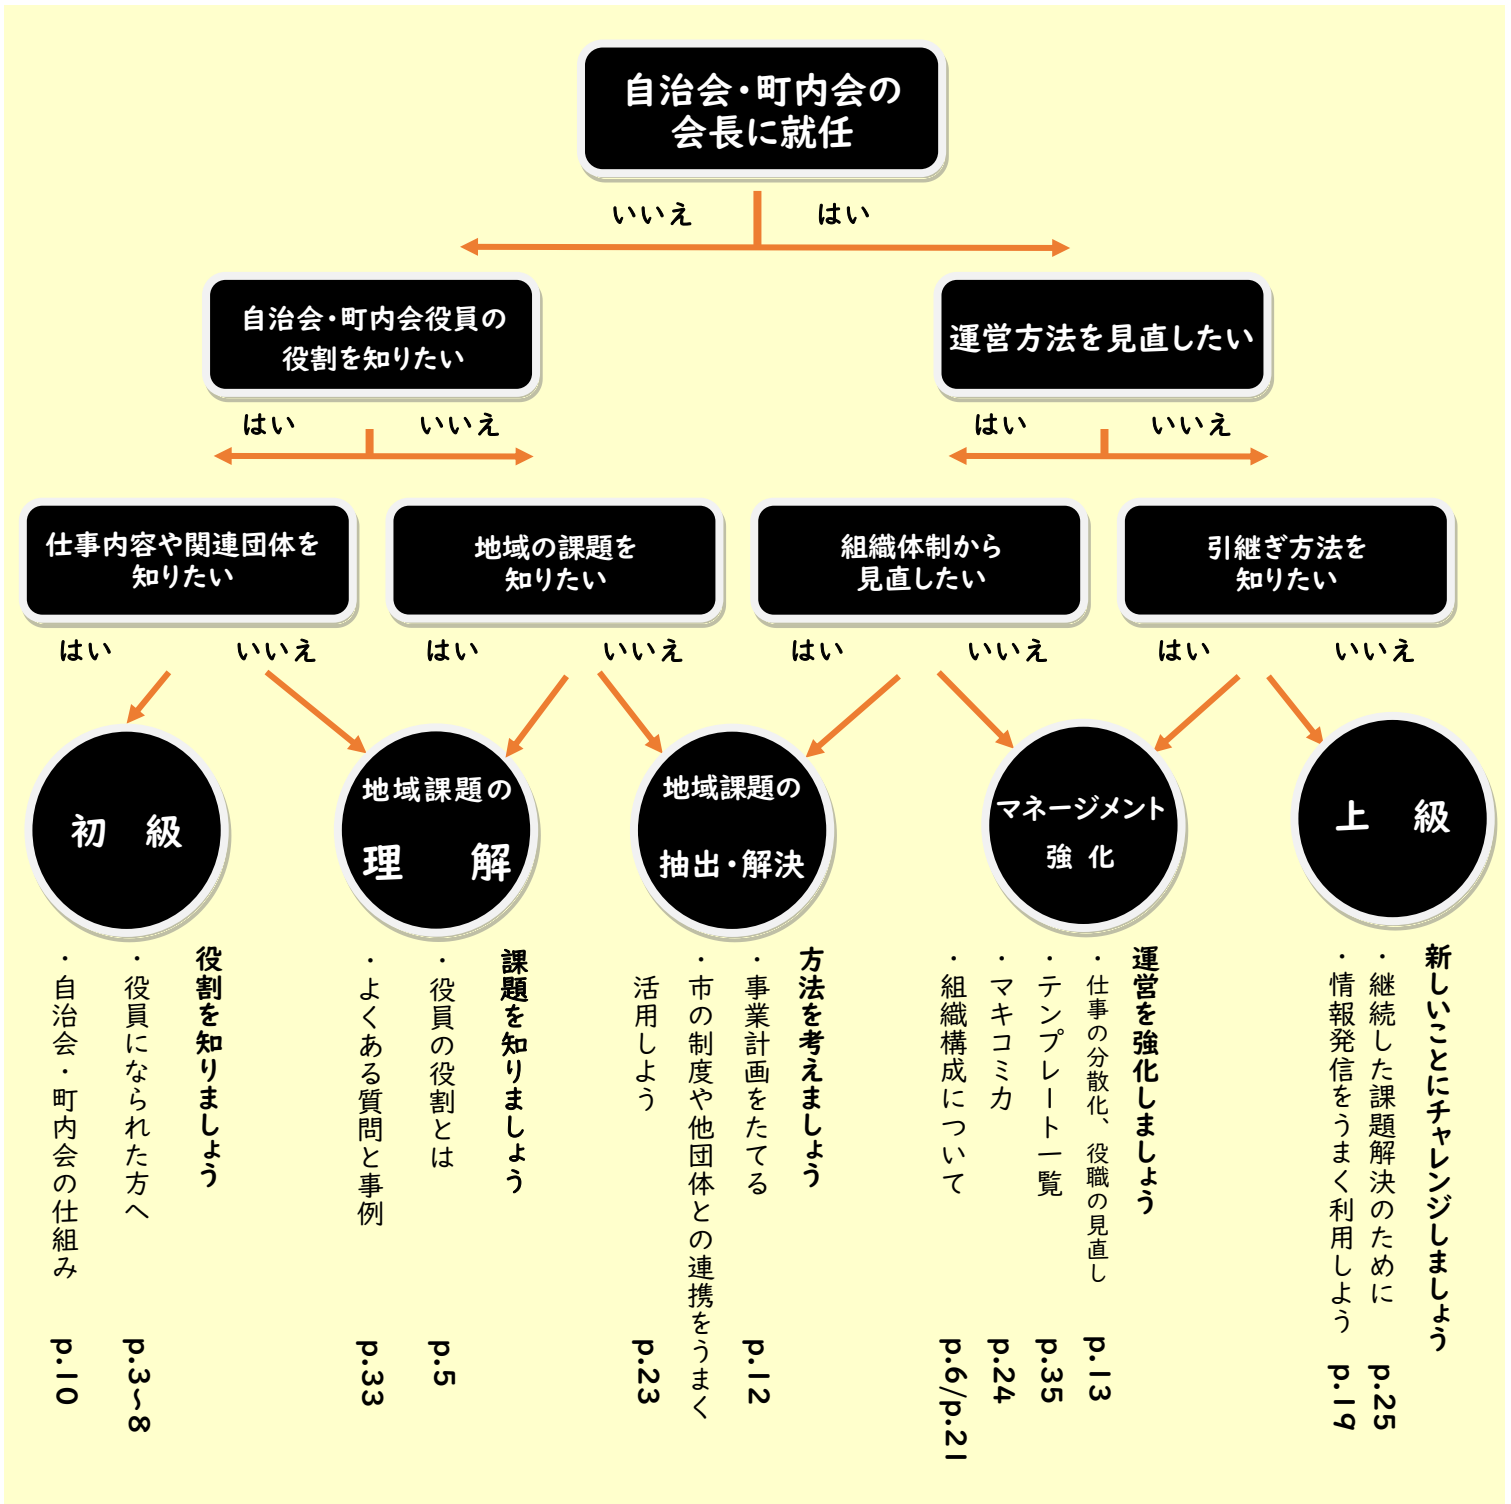 自治会・町内会の
会長に就任
いいえ
はい
自治会・町内会役員の
役割を知りたい
運営方法を見直したい
はい
いいえ
はい
いいえ
仕事内容や関連団体を
知りたい
地域の課題を
知りたい
組織体制から
見直したい
引継ぎ方法を
知りたい
はい
いいえ
はい
いいえ
はい
いいえ
はい
いいえ
初 級
地域課題の
理 解
地域課題の
抽出・解決
マネージメント
強 化
上 級
役割を知りましょう
・役員になられた方へ p.3~8
・自治会・町内会の仕組み p.10
課題を知りましょう
・役員の役割とは p.5
・よくある質問と事例 p.33
方法を考えましょう
・事業計画をたてる p.12
・市の制度や他団体との連携をうまく
活用しよう p.23
運営を強化しましょう
・仕事の分散化、役職の見直し p.13
・テンプレート一覧 p.35
・マキコミ力 p.24
・組織構成について p.6/p.21
新しいことにチャレンジしましょう
・継続した課題解決のために p.25
・情報発信をうまく利用しよう p.19